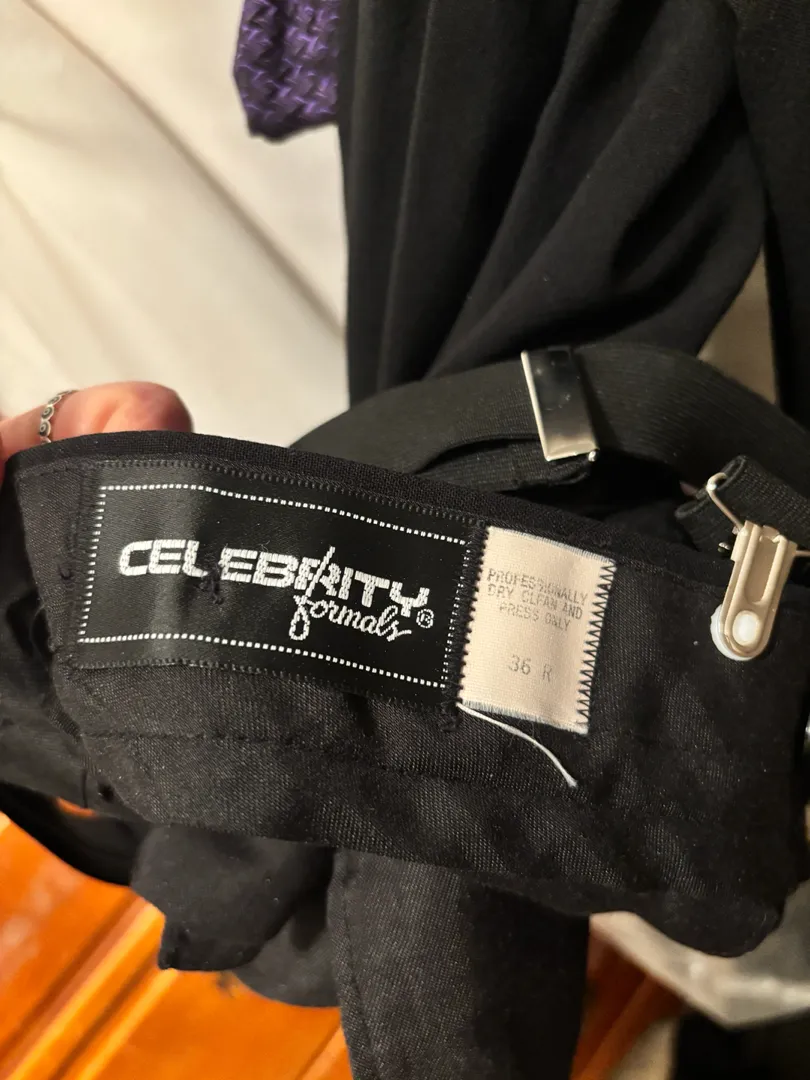 CELEBRITY
formals®
PROFESSIONALLY
DRY CLEAN AND
PRESS ONLY
36 R